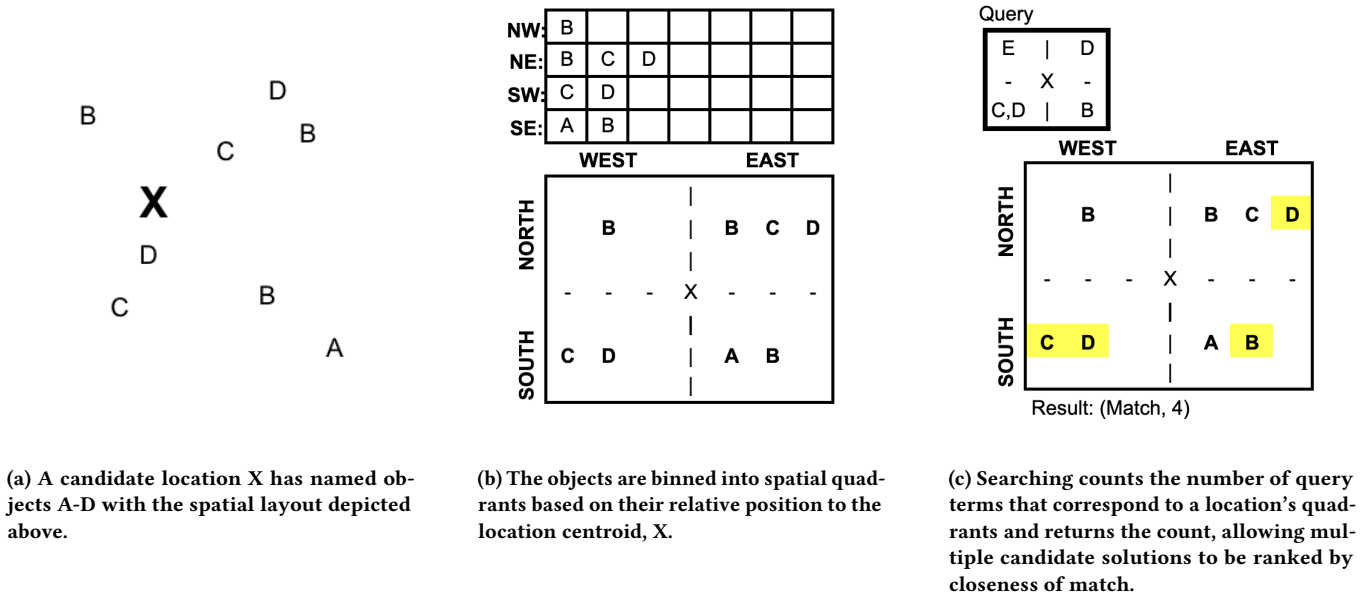 B
D
B
C
X
D
C
B
A
(a) A candidate location X has named ob-
jects A-D with the spatial layout depicted
above.
NW: B
NE: B C D
SW: C D
SE: A B
WEST EAST
NORTH
B | B C D
- - - X - - -
SOUTH
C D | A B
(b) The objects are binned into spatial quad-
rants based on their relative position to the
location centroid, X.
Query
E | D
- X -
C,D | B
WEST EAST
NORTH
B | B C D
- - - X - - -
SOUTH
C D | A B
Result: (Match, 4)
(c) Searching counts the number of query
terms that correspond to a location's quad-
rants and returns the count, allowing mul-
tiple candidate solutions to be ranked by
closeness of match.